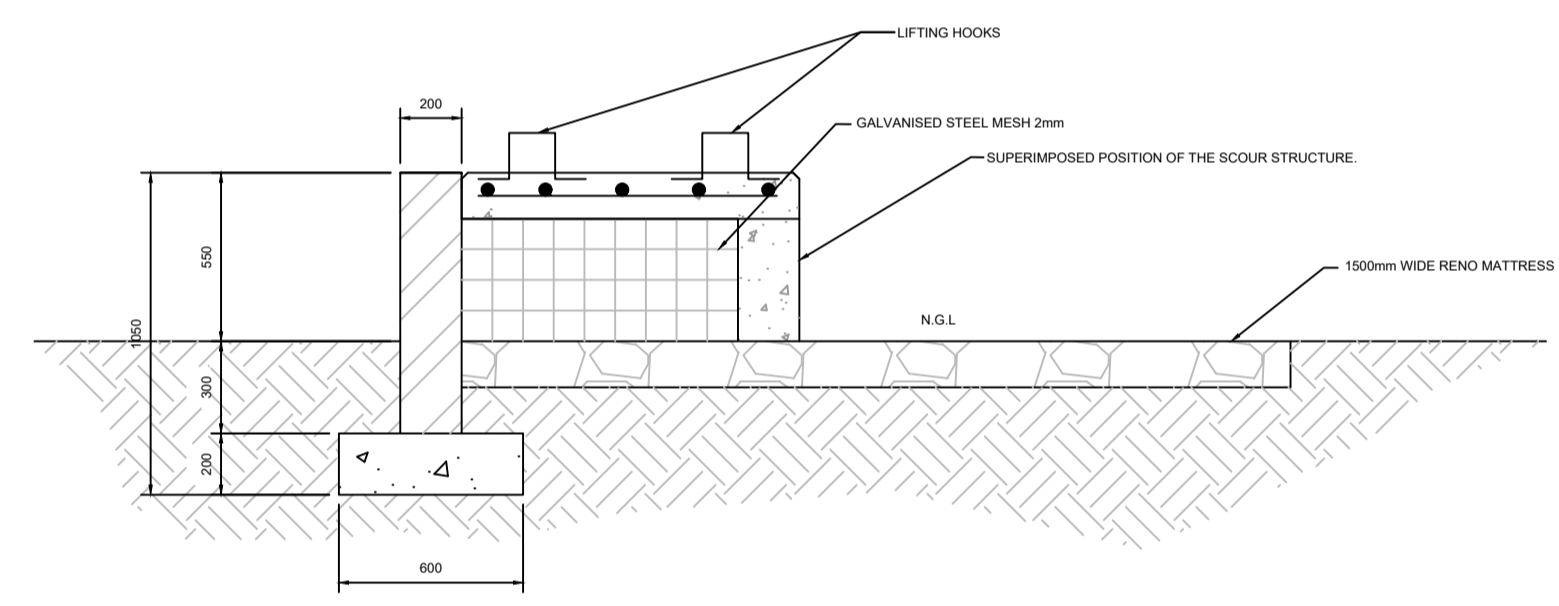 LIFTING HOOKS
200
GALVANISED STEEL MESH 2mm
SUPERIMPOSED POSITION OF THE SCOUR STRUCTURE.
550
1500mm WIDE RENO MATTRESS
N.G.L
1050
300
200
600